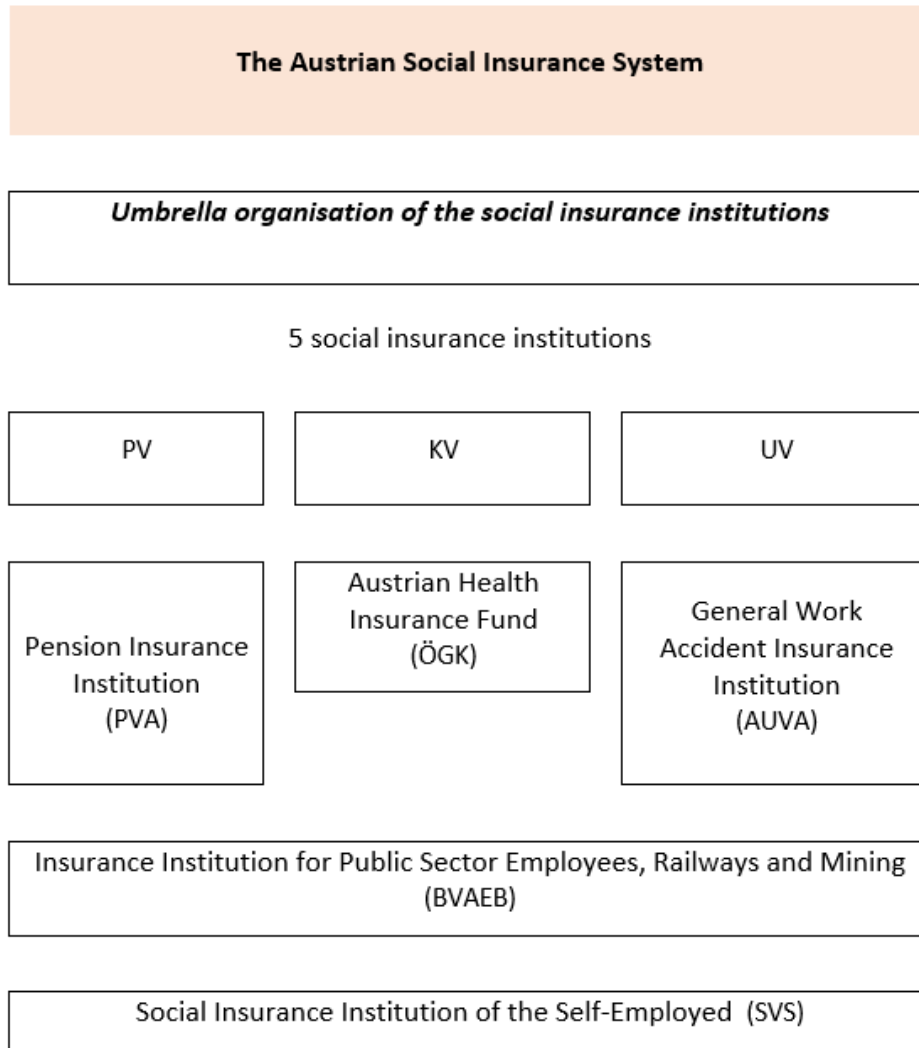 The Austrian Social Insurance System
Umbrella organisation of the social insurance institutions
5 social insurance institutions
PV
KV
UV
Pension Insurance
Institution
(PVA)
Austrian Health
Insurance Fund
(ÖGK)
General Work
Accident Insurance
Institution
(AUVA)
Insurance Institution for Public Sector Employees, Railways and Mining
(BVAEB)
Social Insurance Institution of the Self-Employed (SVS)